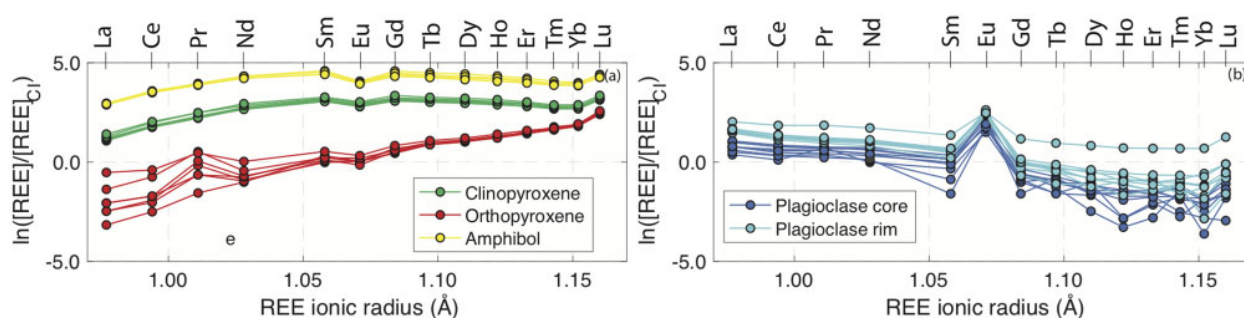 La Ce Pr Nd Sm Eu Gd Tb Dy Ho Er Tm Yb Lu
5.0
0.0
-5.0
ln([REE]/[REE]CI)
(a)
Clinopyroxene
Orthopyroxene
Amphibol
e
1.00 1.05 1.10 1.15
REE ionic radius (Å)
La Ce Pr Nd Sm Eu Gd Tb Dy Ho Er Tm Yb Lu
5.0
0.0
-5.0
ln([REE]/[REE]CI)
(b)
Plagioclase core
Plagioclase rim
1.00 1.05 1.10 1.15
REE ionic radius (Å)